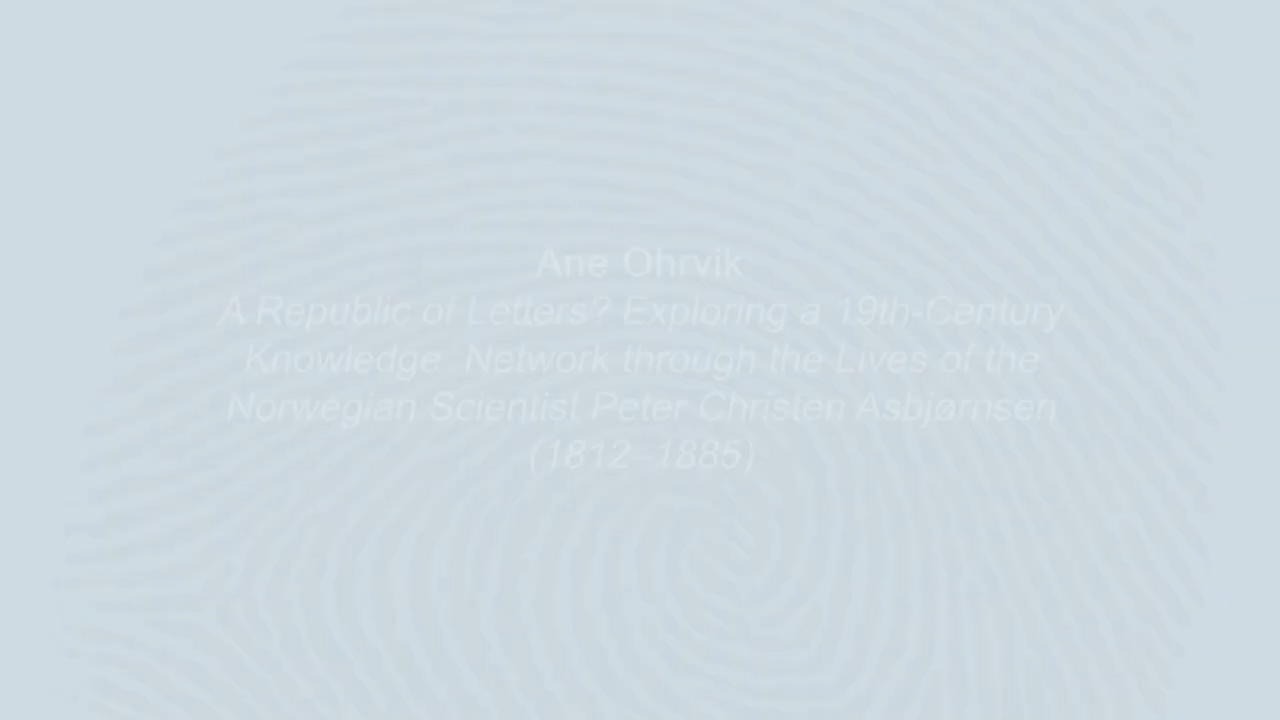 Ane Ohrvik
A Republic of Letters? Exploring a 19th-Century
Knowledge Network through the Lives of the
Norwegian Scientist Peter Christen Asbjørnsen
(1812–1885)